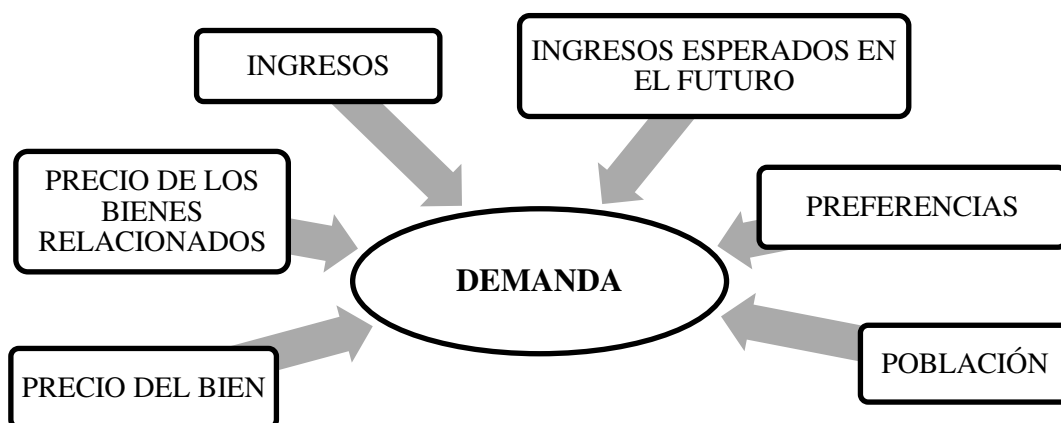 INGRESOS
INGRESOS ESPERADOS EN
EL FUTURO
PRECIO DE LOS
BIENES
RELACIONADOS
PREFERENCIAS
DEMANDA
PRECIO DEL BIEN
POBLACIÓN